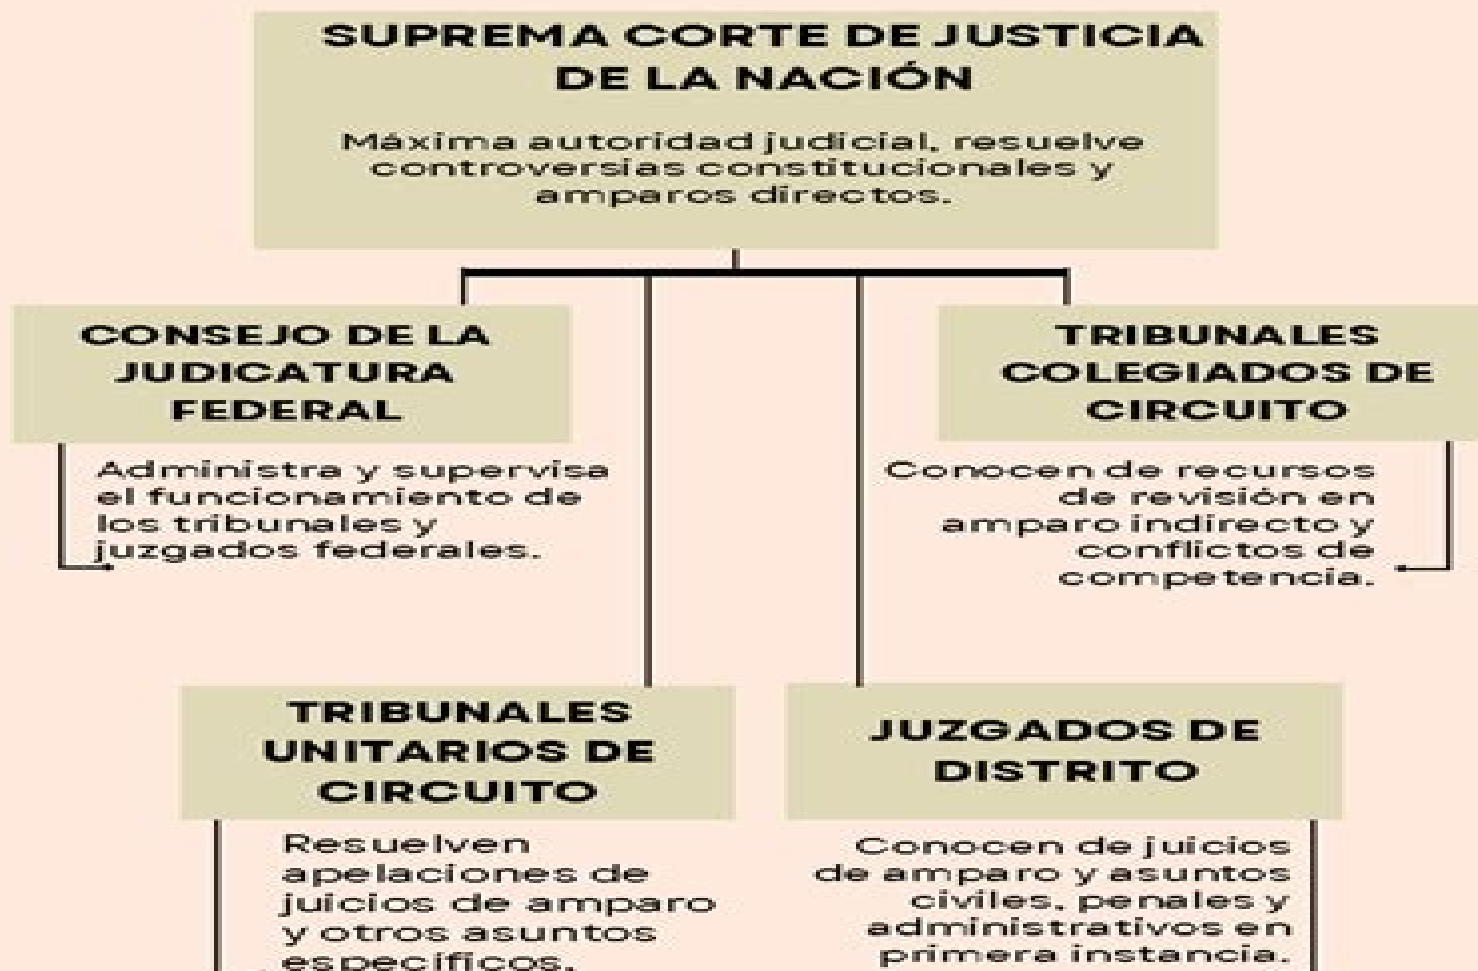 SUPREMA CORTE DE JUSTICIA
DE LA NACIÓN
Máxima autoridad judicial, resuelve
controversias constitucionales y
amparos directos.
CONSEJO DE LA
JUDICATURA
FEDERAL
Administra y supervisa
el funcionamiento de
los tribunales y
juzgados federales.
TRIBUNALES
COLEGIADOS DE
CIRCUITO
Conocen de recursos
de revisión en
amparo indirecto y
conflictos de
competencia.
TRIBUNALES
UNITARIOS DE
CIRCUITO
Resuelven
apelaciones de
juicios de amparo
y otros asuntos
específicos.
JUZGADOS DE
DISTRITO
Conocen de juicios
de amparo y asuntos
civiles, penales y
administrativos en
primera instancia.